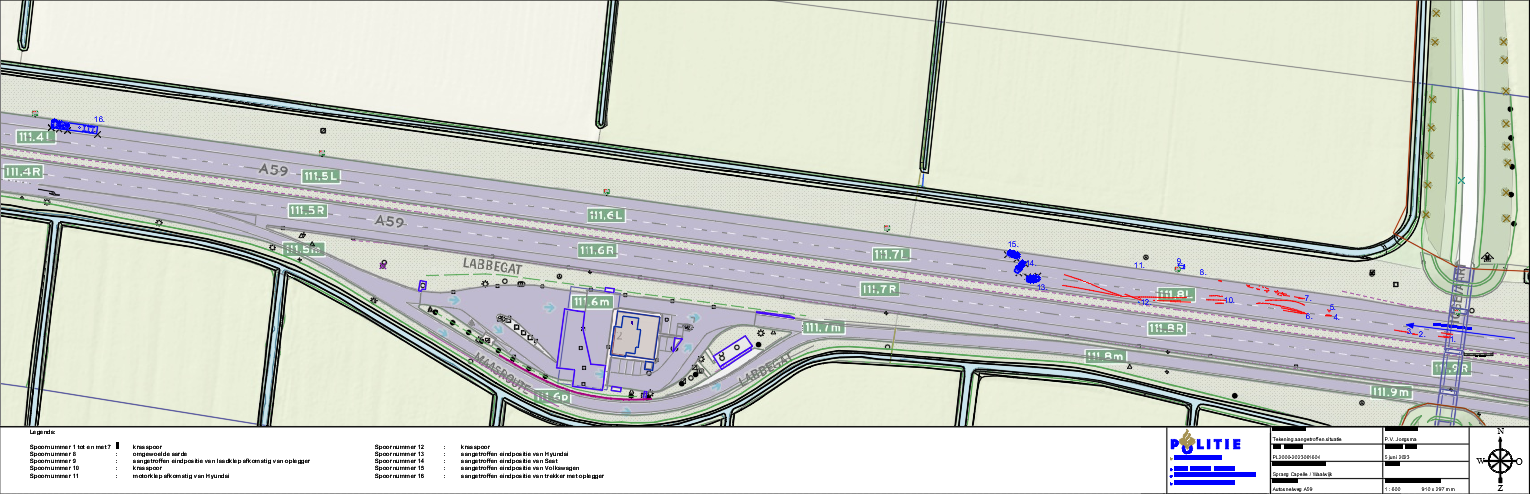 16.
111.4R
A59
111.5L
111.5R
A59
111.5m
111.6L
111.6R
LABBEGAT
111.6m
111.7L
111.7R
111.7m
15.
14.
13.
11.
9.
8.
12.
111.8L
10.
7.
6.
5.
4.
3.
2.
1.
111.8R
111.8m
111.9R
111.9m
MAASROUTE
LABBEGAT
Legenda:
Spoornummer 1 tot en met 7 : krasspoor
Spoornummer 8 : omgewoelde aarde
Spoornummer 9 : aangetroffen eindpositie van laadklep afkomstig van oplegger
Spoornummer 10 : krasspoor
Spoornummer 11 : motorklep afkomstig van Hyundai
Spoornummer 12 : krasspoor
Spoornummer 13 : aangetroffen eindpositie van Hyundai
Spoornummer 14 : aangetroffen eindpositie van Seat
Spoornummer 15 : aangetroffen eindpositie van Volkswagen
Spoornummer 16 : aangetroffen eindpositie van trekker met oplegger
POLITIE
Tekening aangetroffen situatie
P.V. Jongsma
5 juni 2023
Sprang Capelle / Waalwijk
Autosnelweg A59
1 : 600
910 x 297 mm
N
W
O
Z